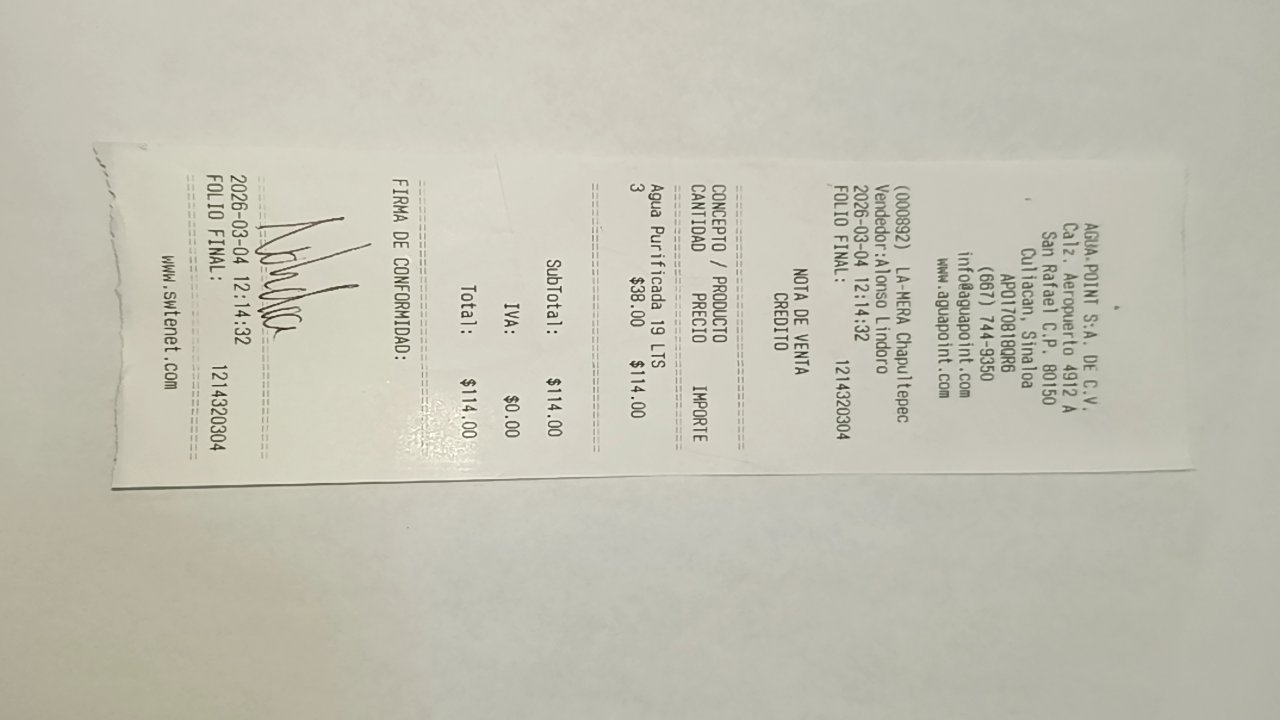 AGUA.POINT S.A. DE C.V.
Calz. Aeropuerto 4912 A
San Rafael C.P. 80150
Culiacan, Sinaloa
APO170818QR6
(667) 744-9350
info@aguapoint.com
www.aguapoint.com
(000892) LA-MERA Chapultepec
Vendedor:Alonso Lindoro
2026-03-04 12:14:32
FOLIO FINAL: 1214320304
NOTA DE VENTA
CREDITO
CONCEPTO / PRODUCTO
CANTIDAD PRECIO IMPORTE
Agua Purificada 19 LTS
3 $38.00 $114.00
SubTotal: $114.00
IVA: $0.00
Total: $114.00
FIRMA DE CONFORMIDAD:
2026-03-04 12:14:32
FOLIO FINAL: 1214320304
www.swtenet.com